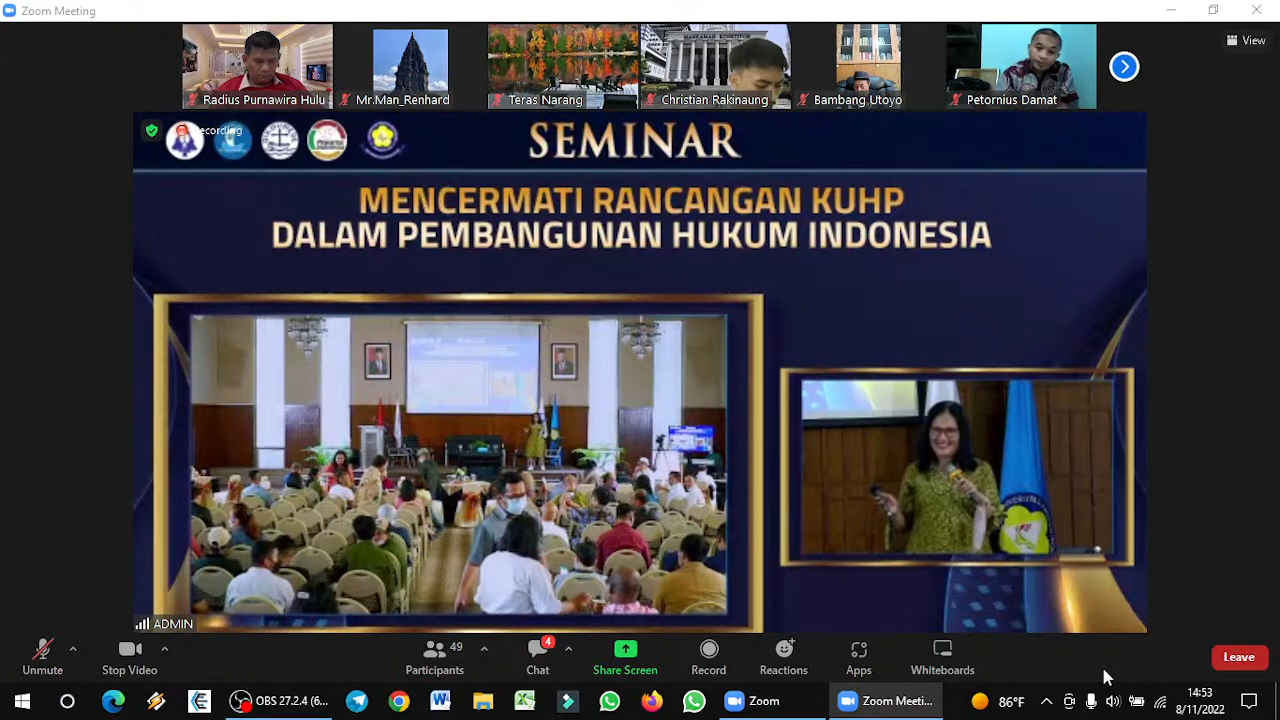 Zoom Meeting
View
Radius Purnawira Hulu
Mr.Man_Renhard
Teras Narang
Christian Rakinaung
Bambang Utoyo
Petornius Damat
SEMINAR
MENCERMATI RANCANGAN KUHP
DALAM PEMBANGUNAN HUKUM INDONESIA
ADMIN
Unmute
Stop Video
49
Participants
4
Chat
Share Screen
Record
Reactions
Apps
Whiteboards
Leave
OBS 27.2.4 (6...
Zoom
Zoom Meeti...
86°F
14:53
8/11/2022